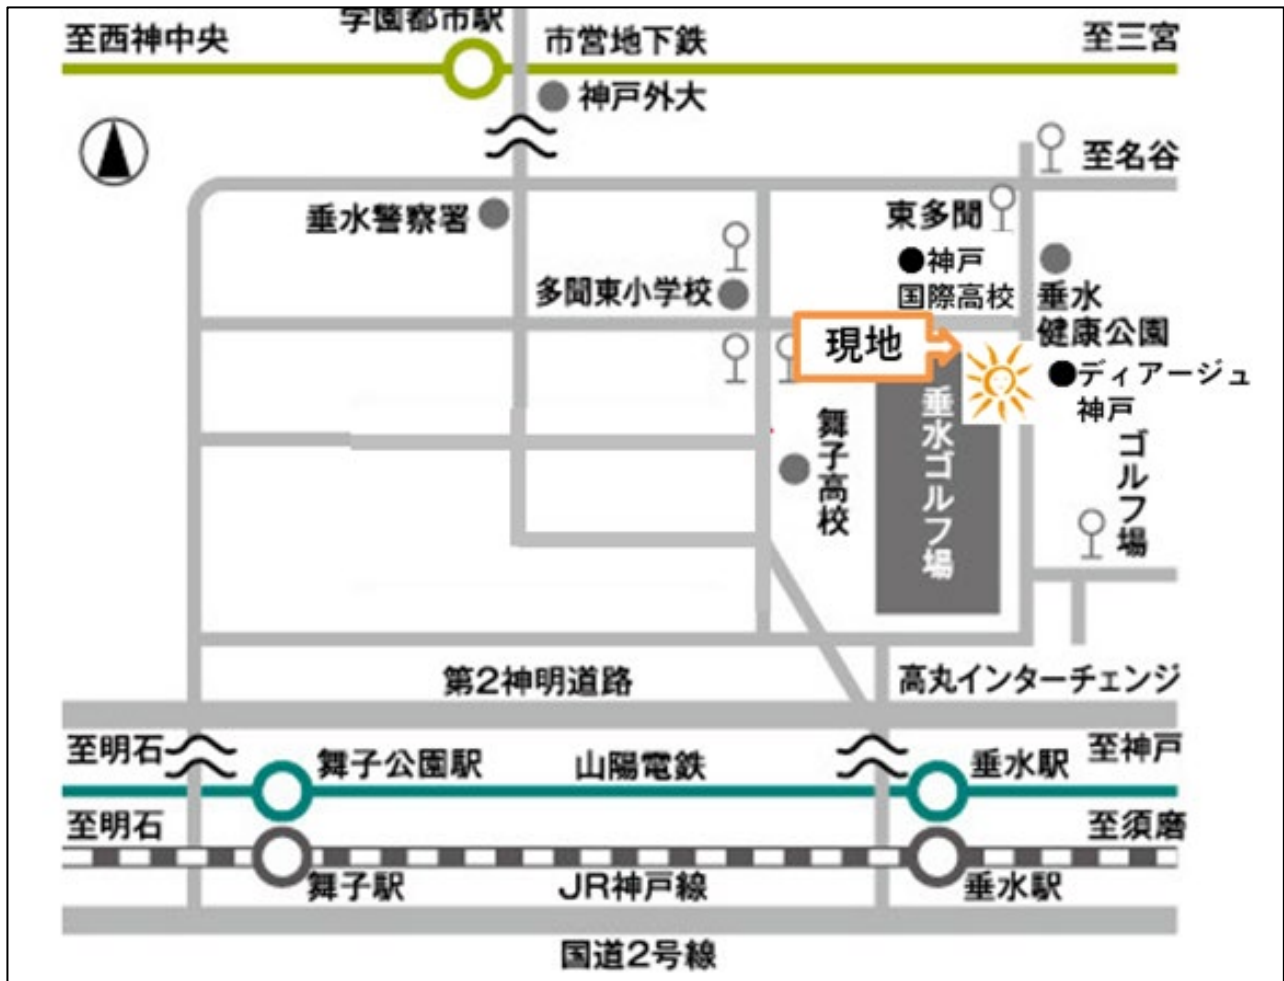 学園都市駅
至西神中央
市営地下鉄
至三宮
神戸外大
至名谷
垂水警察署
東多聞
神戸
国際高校
多聞東小学校
垂水
健康公園
現地
ディアージュ
神戸
垂水ゴルフ場
舞子高校
ゴルフ場
第2神明道路
高丸インターチェンジ
至明石
舞子公園駅
山陽電鉄
垂水駅
至神戸
至明石
至須磨
舞子駅
JR神戸線
垂水駅
国道2号線